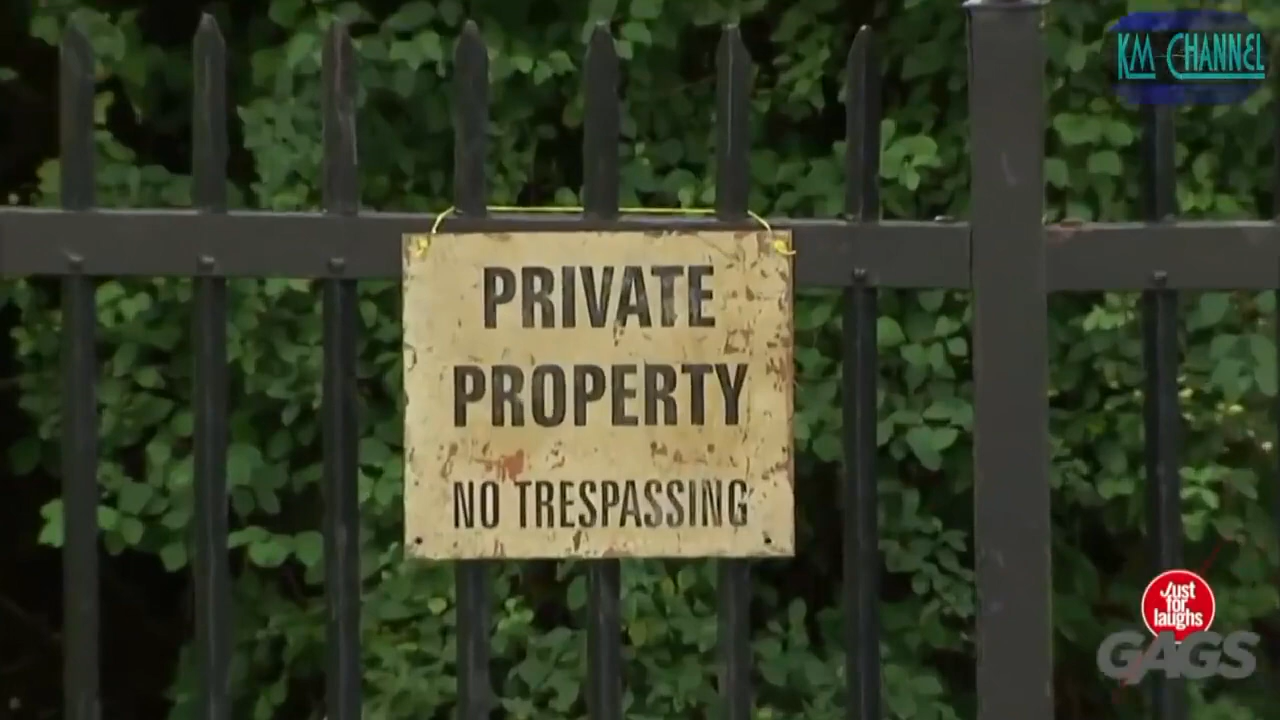 KM CHANNEL
PRIVATE
PROPERTY
NO TRESPASSING
Just
for
laughs
GAGS